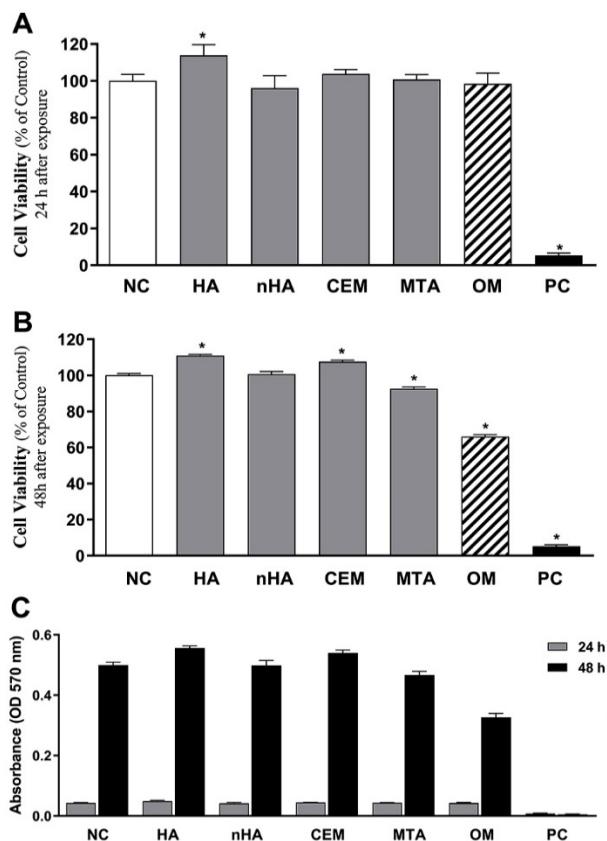 A
Cell Viability (% of Control)
24 h after exposure
120
100
80
60
40
20
0
*
*
NC HA nHA CEM MTA OM PC
B
Cell Viability (% of Control)
48h after exposure
120
100
80
60
40
20
0
*
*
*
*
*
NC HA nHA CEM MTA OM PC
C
Absorbance (OD 570 nm)
0.6
0.4
0.2
0.0
24 h
48 h
NC HA nHA CEM MTA OM PC